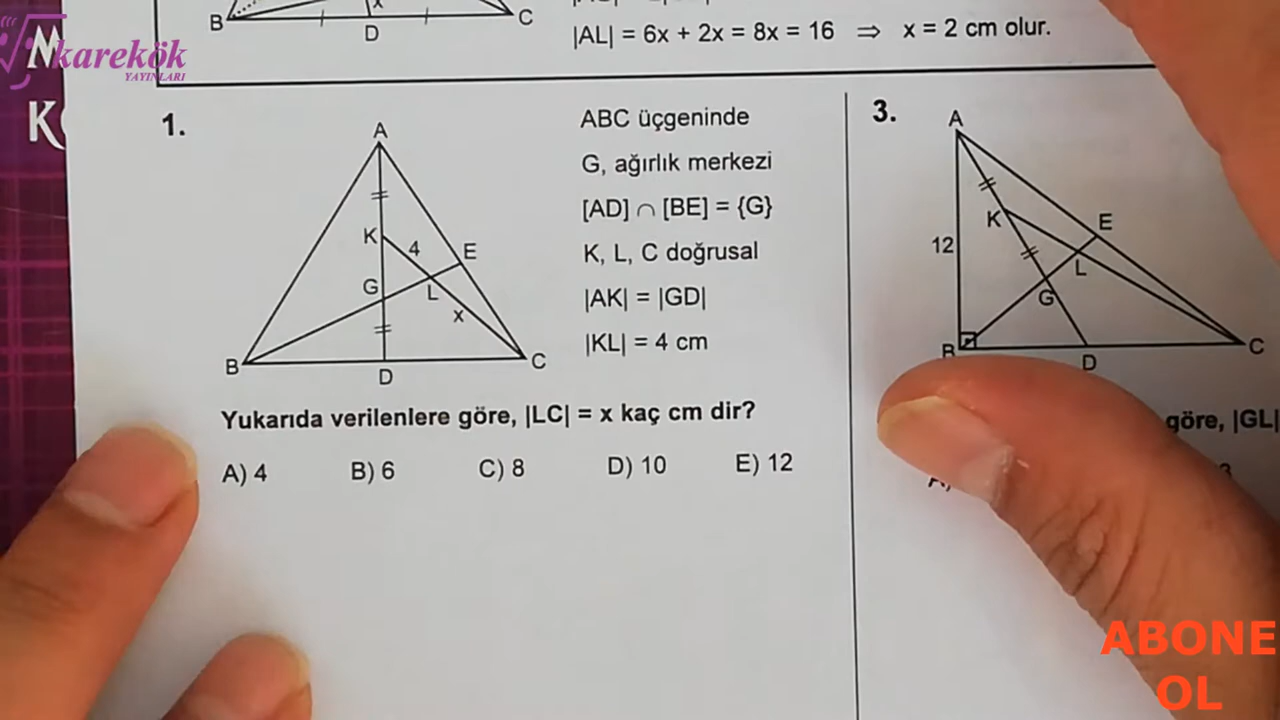 B
x
D
C
|AL| = 6x + 2x = 8x = 16 ⇒ x = 2 cm olur.
karekök
YAYINLARI
1.
A
K
4
E
G
L
x
B
D
C
ABC üçgeninde
G, ağırlık merkezi
[AD] ∩ [BE] = {G}
K, L, C doğrusal
|AK| = |GD|
|KL| = 4 cm
Yukarıda verilenlere göre, |LC| = x kaç cm dir?
A) 4 B) 6 C) 8 D) 10 E) 12
3.
A
K
E
12
L
G
B
D
C
göre, |GL|
ABONE
OL